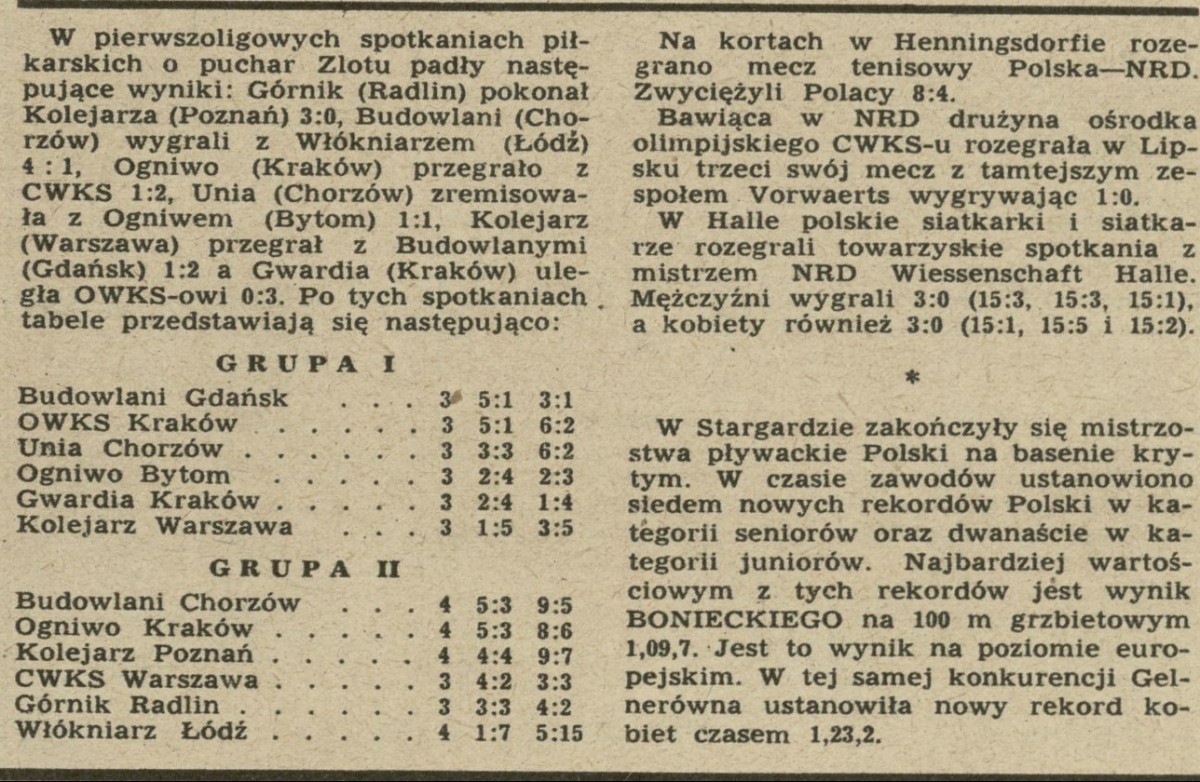 W pierwszoligowych spotkaniach pił-
karskich o puchar Zlotu padły nastę-
pujące wyniki: Górnik (Radlin) pokonał
Kolejarza (Poznań) 3:0, Budowlani (Cho-
rzów) wygrali z Włókniarzem (Łódź)
4 : 1, Ogniwo (Kraków) przegrało z
CWKS 1:2, Unia (Chorzów) zremisowa-
ła z Ogniwem (Bytom) 1:1, Kolejarz
(Warszawa) przegrał z Budowlanymi
(Gdańsk) 1:2 a Gwardia (Kraków) ule-
gła OWKS-owi 0:3. Po tych spotkaniach
tabele przedstawiają się następująco:
GRUPA I
Budowlani Gdańsk . . . 3 5:1 3:1
OWKS Kraków . . . . . 3 5:1 6:2
Unia Chorzów . . . . . . 3 3:3 6:2
Ogniwo Bytom . . . . . 3 2:4 2:3
Gwardia Kraków . . . . . 3 2:4 1:4
Kolejarz Warszawa . . . 3 1:5 3:5
GRUPA II
Budowlani Chorzów . . . 4 5:3 9:5
Ogniwo Kraków . . . . . 4 5:3 8:6
Kolejarz Poznań . . . . . 4 4:4 9:7
CWKS Warszawa . . . . . 3 4:2 3:3
Górnik Radlin . . . . . . 3 3:3 4:2
Włókniarz Łódź . . . . . 4 1:7 5:15
Na kortach w Henningsdorfie roze-
grano mecz tenisowy Polska—NRD.
Zwyciężyli Polacy 8:4.
Bawiąca w NRD drużyna ośrodka
olimpijskiego CWKS-u rozegrała w Lip-
sku trzeci swój mecz z tamtejszym ze-
społem Vorwaerts wygrywając 1:0.
W Halle polskie siatkarki i siatka-
rze rozegrali towarzyskie spotkania z
mistrzem NRD Wiessenschaft Halle.
Mężczyźni wygrali 3:0 (15:3, 15:3, 15:1),
a kobiety również 3:0 (15:1, 15:5 i 15:2).
*
W Stargardzie zakończyły się mistrzo-
stwa pływackie Polski na basenie kry-
tym. W czasie zawodów ustanowiono
siedem nowych rekordów Polski w ka-
tegorii seniorów oraz dwanaście w ka-
tegorii juniorów. Najbardziej wartoś-
ciowym z tych rekordów jest wynik
BONIECKIEGO na 100 m grzbietowym
1,09,7. Jest to wynik na poziomie euro-
pejskim. W tej samej konkurencji Gel-
nerówna ustanowiła nowy rekord ko-
biet czasem 1,23,2.